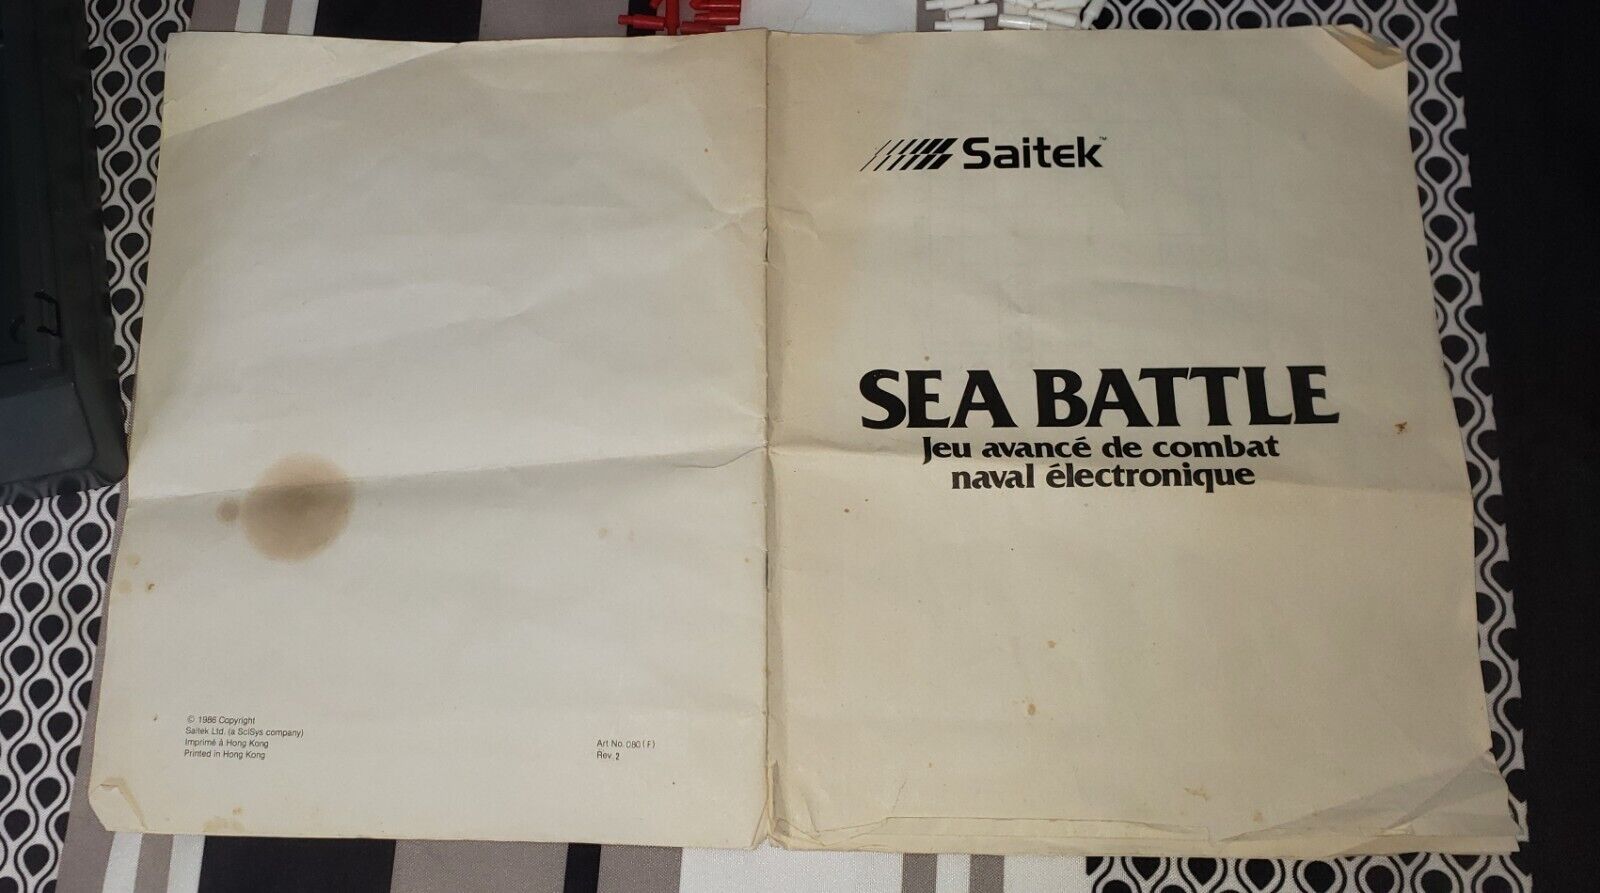 © 1986 Copyright
Saitek Ltd. (a SciSys company)
Imprimé à Hong Kong
Printed in Hong Kong
Art No. 080 (F)
Rev. 2
Saitek™
SEA BATTLE
Jeu avancé de combat
naval électronique